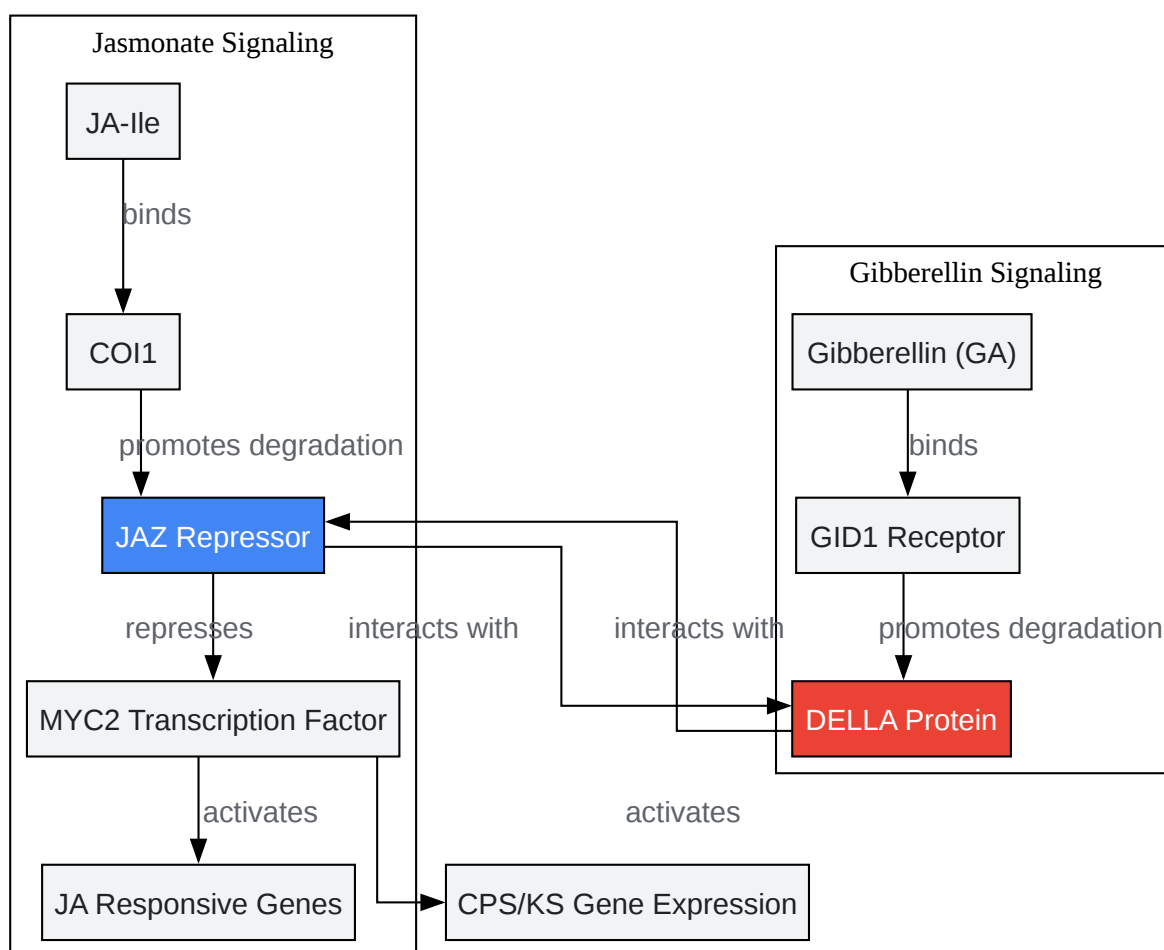 Jasmonate Signaling
JA-Ile
binds
COI1
promotes degradation
JAZ Repressor
represses
interacts with
MYC2 Transcription Factor
activates
JA Responsive Genes
activates
CPS/KS Gene Expression
Gibberellin Signaling
Gibberellin (GA)
binds
GID1 Receptor
interacts with
promotes degradation
DELLA Protein